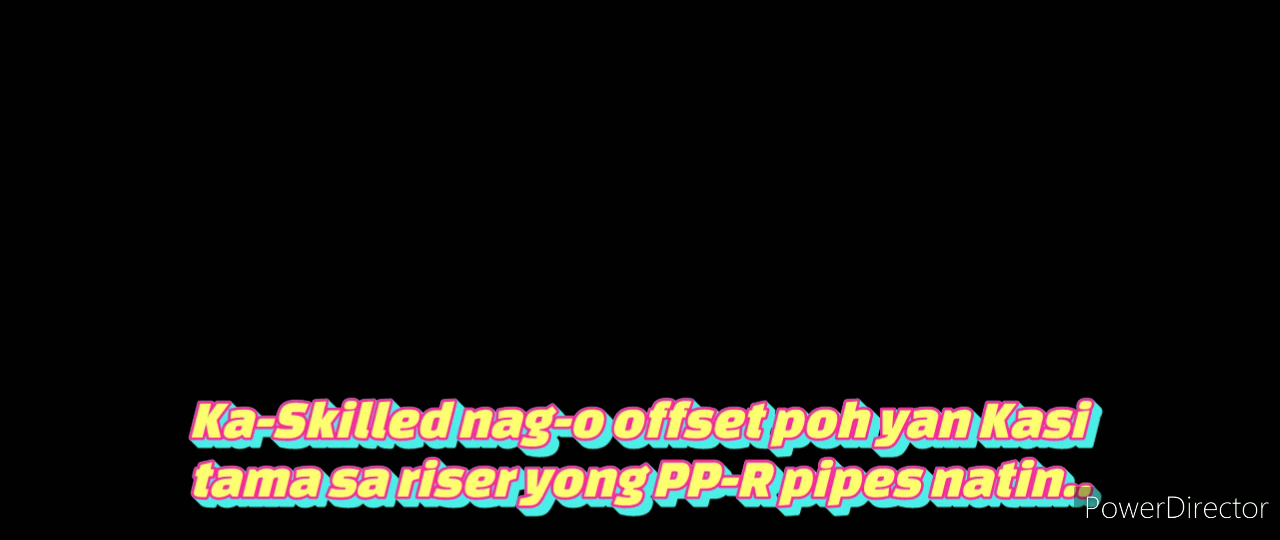 Ka-Skilled nag-o offset poh yan Kasi
tama sa riser yong PP-R pipes natin..
PowerDirector